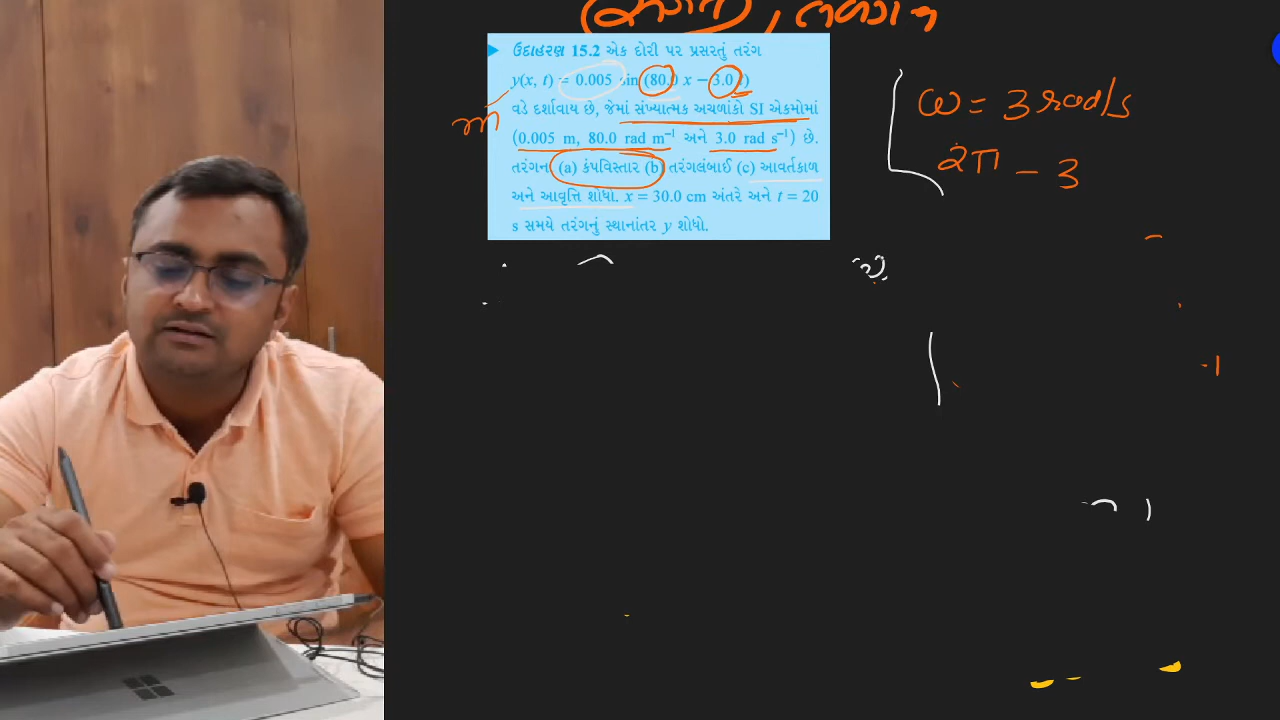 ઉદાહરણ 15.2 એક દોરી પર પ્રસરતું તરંગ
y(x, t) = 0.005 sin (80.0 x – 3.0 t)
વડે દર્શાવાય છે, જેમાં સંખ્યાત્મક અચળાંકો SI એકમોમાં
(0.005 m, 80.0 rad m⁻¹ અને 3.0 rad s⁻¹) છે.
તરંગના (a) કંપવિસ્તાર (b) તરંગલંબાઈ (c) આવર્તકાળ
અને આવૃત્તિ શોધો. x = 30.0 cm અંતરે અને t = 20
s સમયે તરંગનું સ્થાનાંતર y શોધો.
m
ω = 3 rad/s
2π – 3